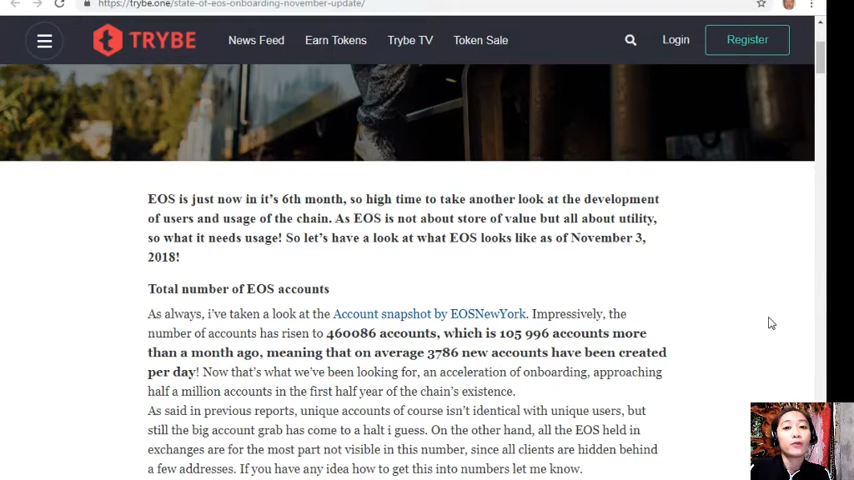 https://trybe.one/state-of-eos-onboarding-november-update/
TRYBE News Feed Earn Tokens Trybe TV Token Sale Login Register
EOS is just now in it's 6th month, so high time to take another look at the development
of users and usage of the chain. As EOS is not about store of value but all about utility,
so what it needs usage! So let's have a look at what EOS looks like as of November 3,
2018!
Total number of EOS accounts
As always, i've taken a look at the Account snapshot by EOSNewYork. Impressively, the
number of accounts has risen to 460086 accounts, which is 105 996 accounts more
than a month ago, meaning that on average 3786 new accounts have been created
per day! Now that's what we've been looking for, an acceleration of onboarding, approaching
half a million accounts in the first half year of the chain's existence.
As said in previous reports, unique accounts of course isn't identical with unique users, but
still the big account grab has come to a halt i guess. On the other hand, all the EOS held in
exchanges are for the most part not visible in this number, since all clients are hidden behind
a few addresses. If you have any idea how to get this into numbers let me know.